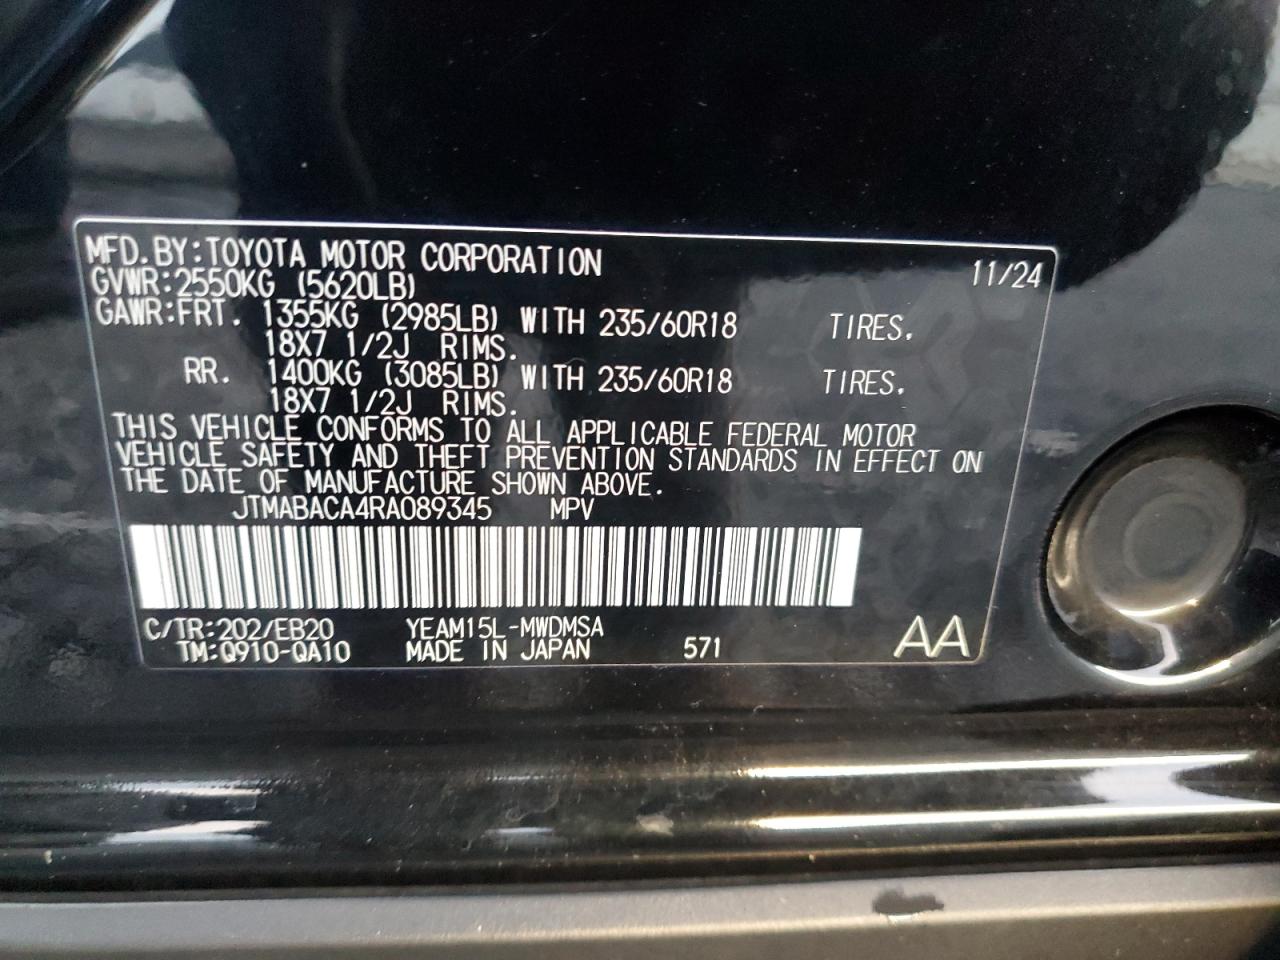 MFD.BY:TOYOTA MOTOR CORPORATION 11/24
GVWR:2550KG (5620LB)
GAWR:FRT. 1355KG (2985LB) WITH 235/60R18 TIRES.
18X7 1/2J RIMS.
RR. 1400KG (3085LB) WITH 235/60R18 TIRES.
18X7 1/2J RIMS.
THIS VEHICLE CONFORMS TO ALL APPLICABLE FEDERAL MOTOR
VEHICLE SAFETY AND THEFT PREVENTION STANDARDS IN EFFECT ON
THE DATE OF MANUFACTURE SHOWN ABOVE.
JTMABACA4RA089345 MPV
C/TR:202/EB20 YEAM15L-MWDMSA
TM:Q910-QA10 MADE IN JAPAN 571 AA